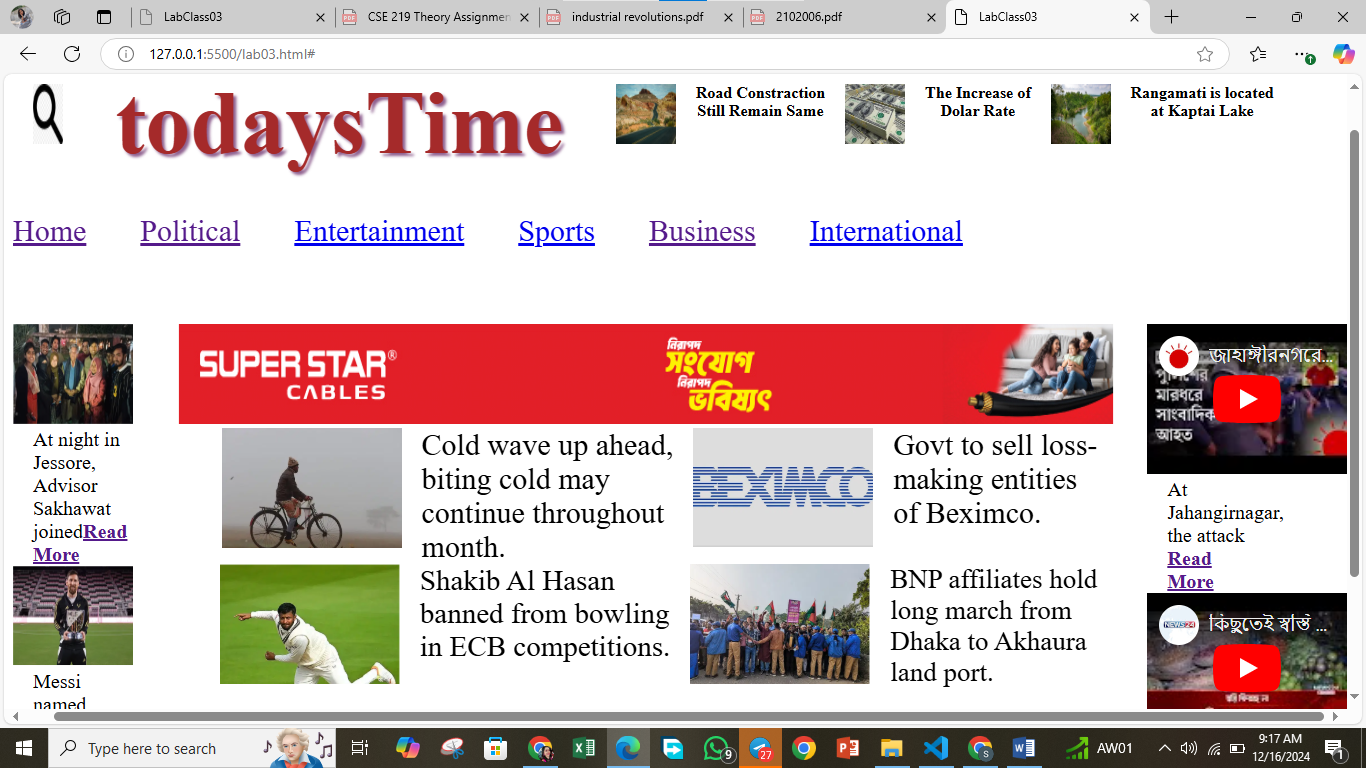 LabClass03
CSE 219 Theory Assignmen
industrial revolutions.pdf
2102006.pdf
LabClass03
127.0.0.1:5500/lab03.html#
todaysTime
Road Constraction
Still Remain Same
The Increase of
Dolar Rate
Rangamati is located
at Kaptai Lake
Home Political Entertainment Sports Business International
SUPER STAR®
CABLES
নিরাপদ
সংযোগ
নিরাপদ
ভবিষ্যৎ
At night in
Jessore,
Advisor
Sakhawat
joinedRead
More
Messi
named
Cold wave up ahead,
biting cold may
continue throughout
month.
BEXIMCO
Govt to sell loss-
making entities
of Beximco.
Shakib Al Hasan
banned from bowling
in ECB competitions.
BNP affiliates hold
long march from
Dhaka to Akhaura
land port.
জাহাঙ্গীরনগরে...
পুলিশের
মারধরে
সাংবাদিক
আহত
At
Jahangirnagar,
the attack
Read
More
NEWS24
কিছুতেই স্বস্তি ...
Type here to search
9
27
AW01
9:17 AM
12/16/2024
1